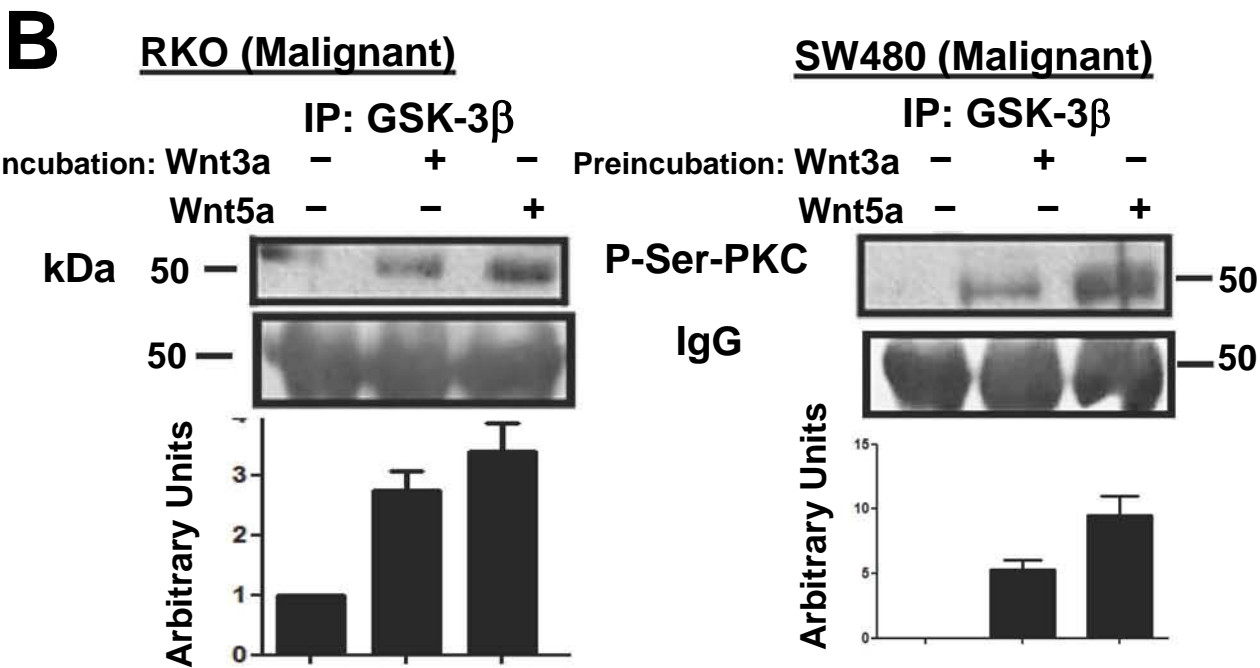 B
RKO (Malignant)
SW480 (Malignant)
IP: GSK-3β
IP: GSK-3β
ncubation: Wnt3a − + −
Preincubation: Wnt3a − + −
Wnt5a − − +
Wnt5a − − +
kDa 50
P-Ser-PKC
50
50
IgG
50
Arbitrary Units
4
3
2
1
0
Arbitrary Units
15
10
5
0